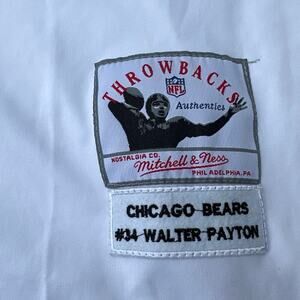 THROWBACKS
NFL
Authentics
NOSTALGIA CO.
Mitchell & Ness
PHILADELPHIA, PA
CHICAGO BEARS
#34 WALTER PAYTON